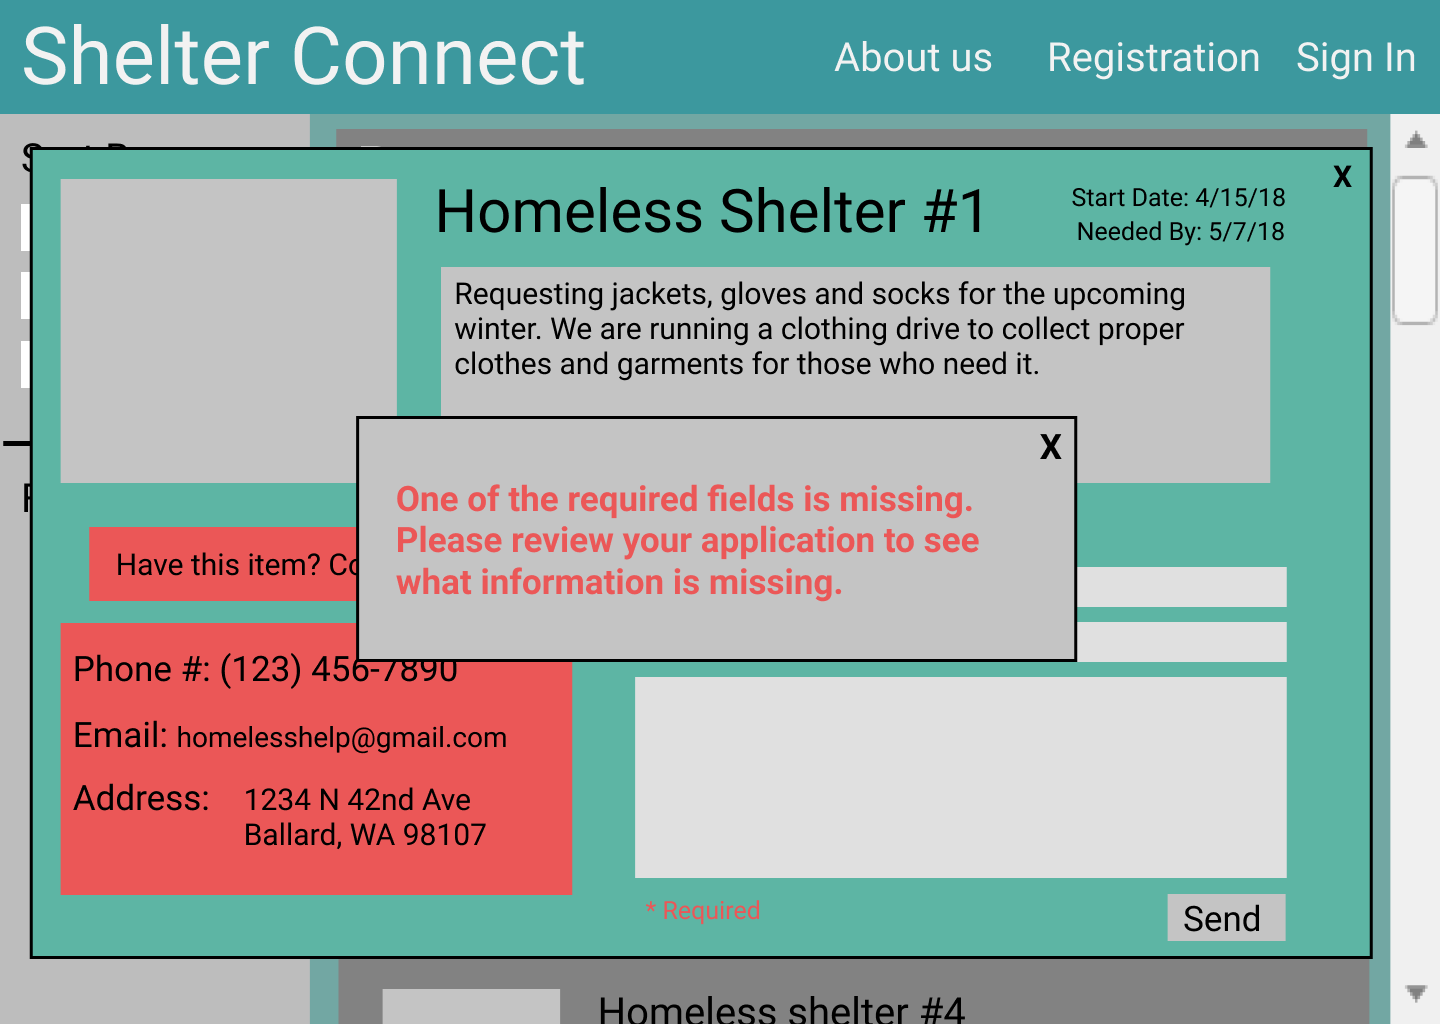 Shelter Connect
About us
Registration
Sign In
X
Homeless Shelter #1
Start Date: 4/15/18
Needed By: 5/7/18
Requesting jackets, gloves and socks for the upcoming
winter. We are running a clothing drive to collect proper
clothes and garments for those who need it.
X
One of the required fields is missing.
Please review your application to see
what information is missing.
Have this item?
Phone #: (123) 456-7890
Email: homelesshelp@gmail.com
Address: 1234 N 42nd Ave
Ballard, WA 98107
* Required
Send
Homeless shelter #4